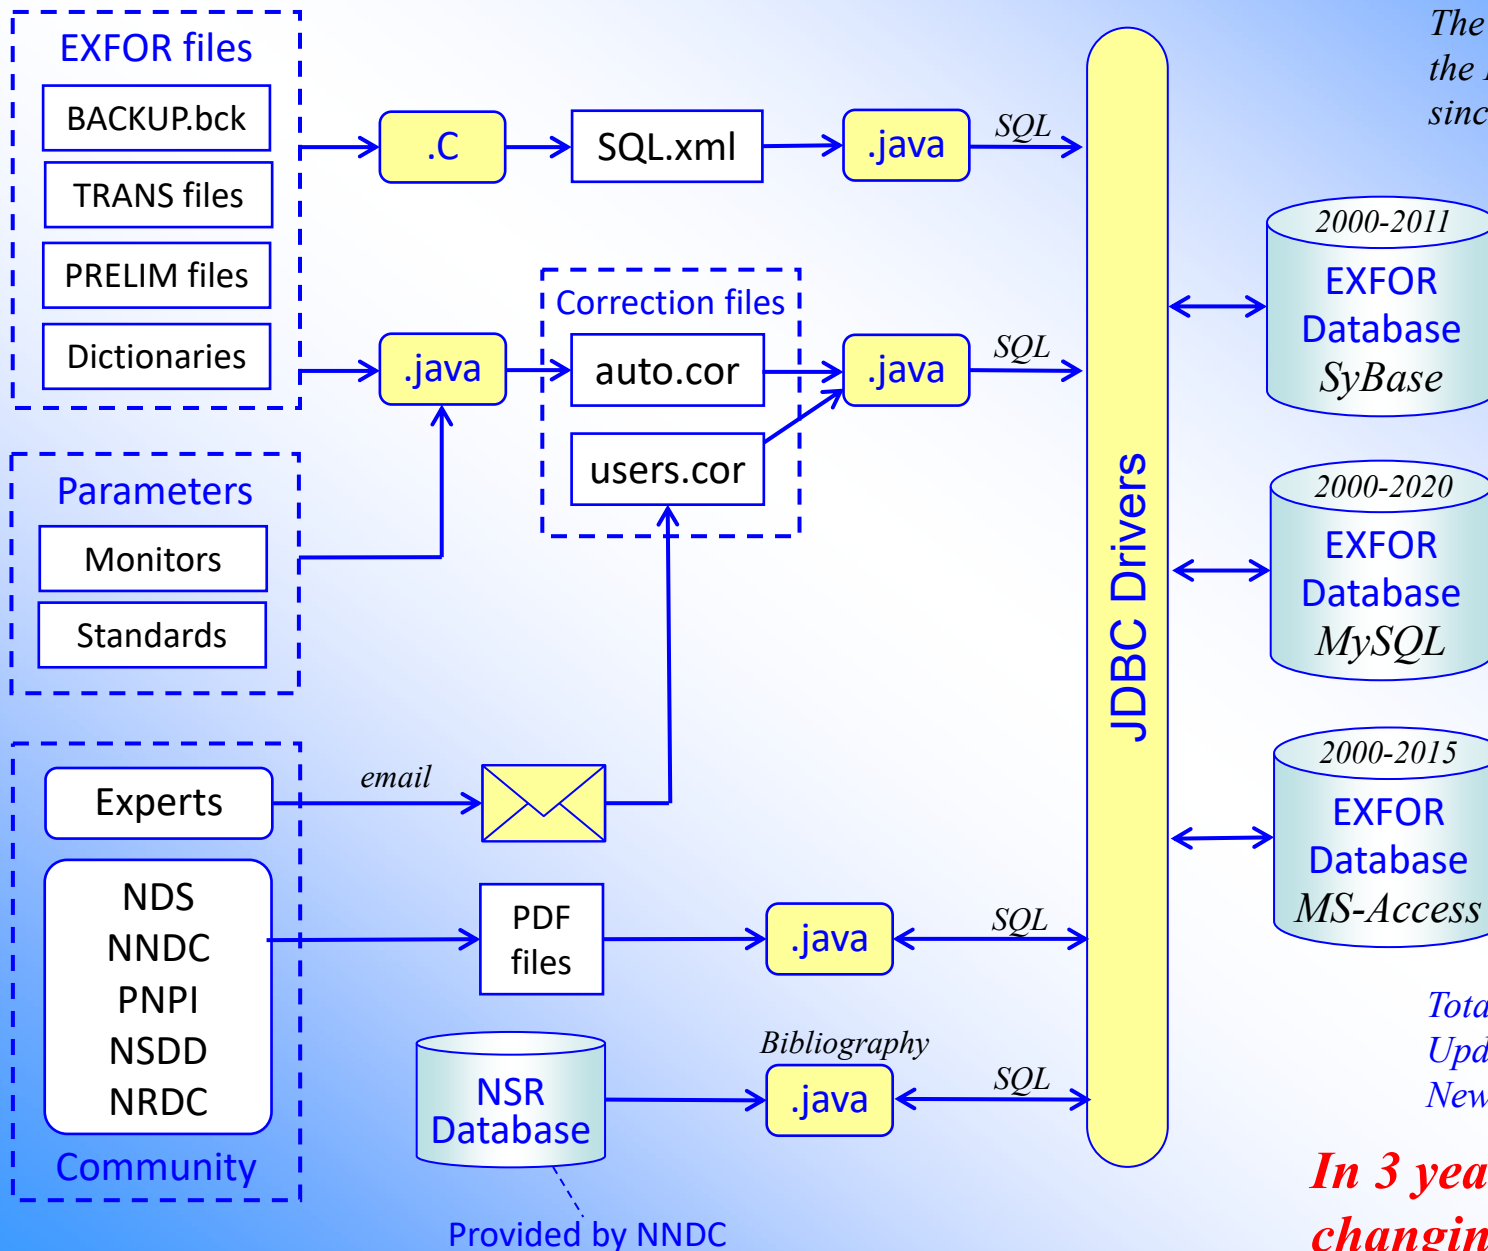 EXFOR files
BACKUP.bck
TRANS files
PRELIM files
Dictionaries
.C
SQL.xml
.java
SQL
Correction files
.java
auto.cor
users.cor
.java
SQL
Parameters
Monitors
Standards
Experts
email
NDS
NNDC
PNPI
NSDD
NRDC
Community
PDF
files
.java
SQL
NSR
Database
Bibliography
.java
SQL
Provided by NNDC
JDBC Drivers
The
the
sinc
2000-2011
EXFOR
Database
SyBase
2000-2020
EXFOR
Database
MySQL
2000-2015
EXFOR
Database
MS-Access
Tota
Upd
New
In 3 yea
changin